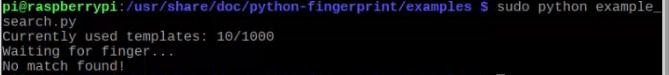 pi@raspberrypi:/usr/share/doc/python-fingerprint/examples $ sudo python example_
search.py
Currently used templates: 10/1000
Waiting for finger...
No match found!